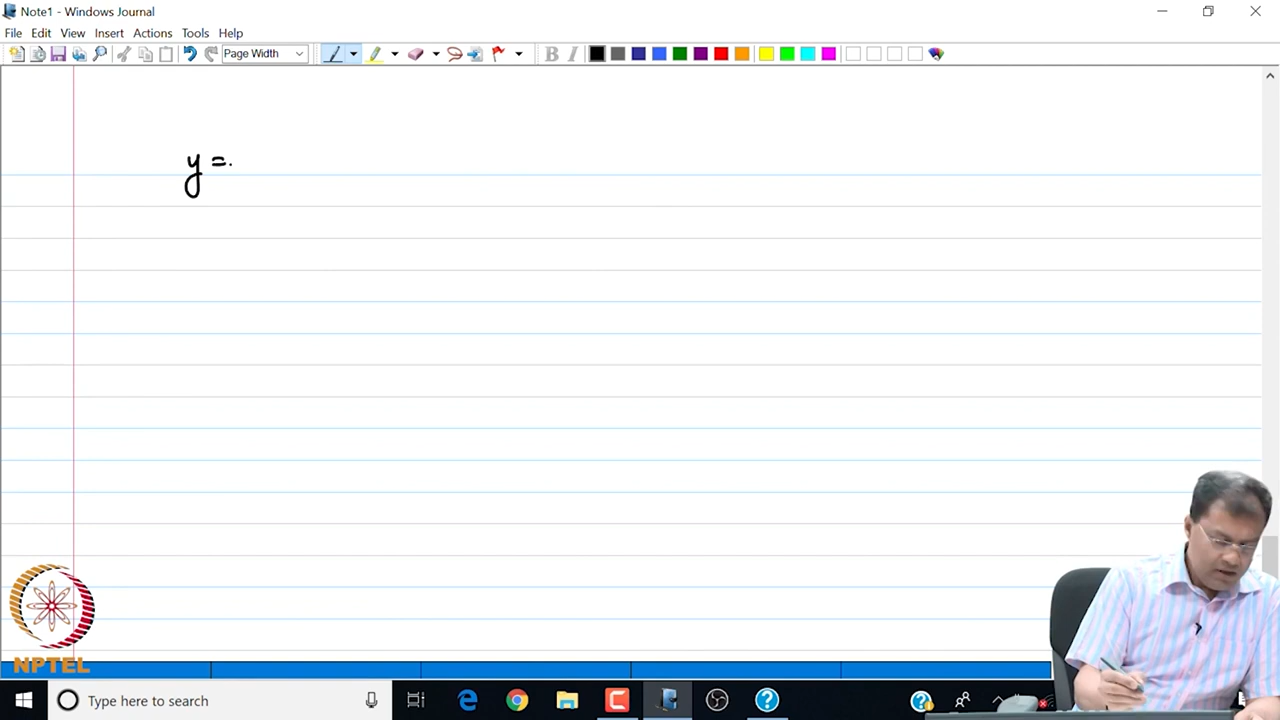 Note1 - Windows Journal
File Edit View Insert Actions Tools Help
Page Width
B I
y =
NPTEL
Type here to search